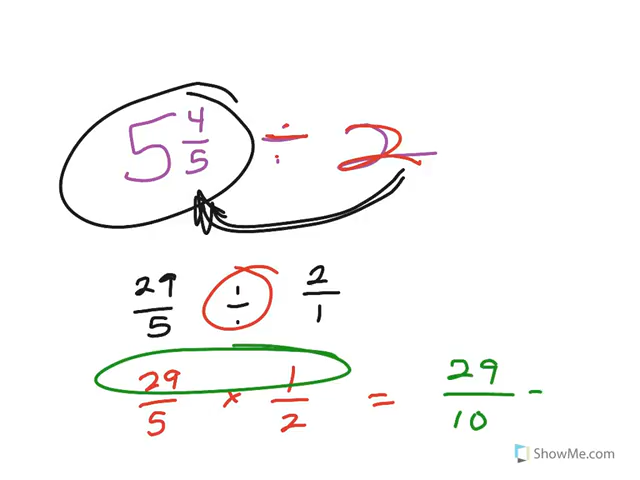 5 4/5 ÷ 2
29/5 ÷ 2/1
29/5 × 1/2 = 29/10 =
ShowMe.com